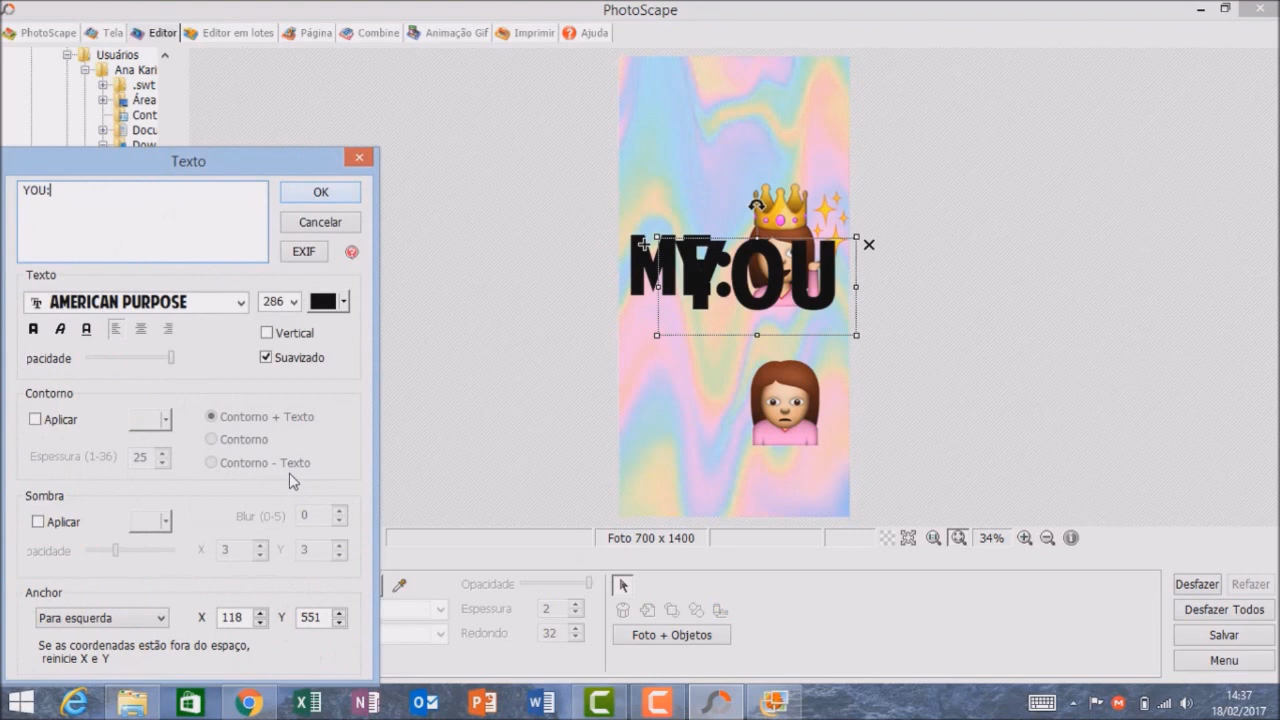 PhotoScape
PhotoScape Tela Editor Editor em lotes Página Combine Animação Gif Imprimir Ajuda
Usuários
Ana Kari
.swt
Área
Cont
Docu
Dow
Texto
YOU:
OK
Cancelar
EXIF
Texto
AMERICAN PURPOSE 286
A A A
Vertical
pacidade
Suavizado
Contorno
Aplicar
Contorno + Texto
Contorno
Espessura (1-36) 25
Contorno - Texto
Sombra
Aplicar
Blur (0-5) 0
pacidade X 3 Y 3
Anchor
Para esquerda X 118 Y 551
Se as coordenadas estão fora do espaço,
reinicie X e Y
MY:
YOU
Foto 700 x 1400
34%
Opacidade
Espessura 2
Redondo 32
Foto + Objetos
Desfazer Refazer
Desfazer Todos
Salvar
Menu
14:37
18/02/2017